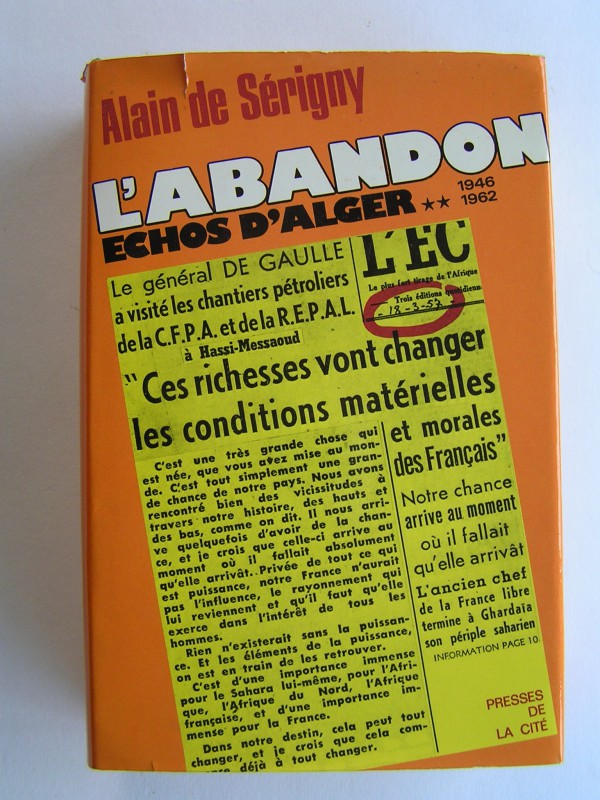 Alain de Sérigny
L'ABANDON
ECHOS D'ALGER ★★ 1946
1962
Le général DE GAULLE
a visité les chantiers pétroliers
de la C.F.P.A. et de la R.E.P.A.L.
à Hassi-Messaoud
L'EC
Le plus fort tirage de l'Afrique
Trois éditions quotidienn
- 18-3-57
"Ces richesses vont changer
les conditions matérielles
et morales
des Français"
C'est une très grande chose qui
est née, que vous avez mise au mon-
de. C'est tout simplement une gran-
de chance de notre pays. Nous avons
rencontré bien des vicissitudes à
travers notre histoire, des hauts et
des bas, comme on dit. Il nous arri-
ve quelquefois d'avoir de la chan-
ce, et je crois que celle-ci arrive au
moment où il fallait absolument
qu'elle arrivât. Privée de tout ce qui
est puissance, notre France n'aurait
pas l'influence, le rayonnement qui
lui reviennent et qu'il faut qu'elle
exerce dans l'intérêt de tous les
hommes.
Rien n'existerait sans la puissan-
ce. Et les éléments de la puissance,
on est en train de les retrouver.
C'est d'une importance immense
pour le Sahara lui-même, pour l'Afri-
que, l'Afrique du Nord, l'Afrique
française, et d'une importance im-
mense pour la France.
Dans notre destin, cela peut tout
changer, et je crois que cela com-
ence déjà à tout changer.
Notre chance
arrive au moment
où il fallait
qu'elle arrivât
L'ancien chef
de la France libre
termine à Ghardaïa
son périple saharien
INFORMATION PAGE 10
PRESSES
DE
LA CITÉ